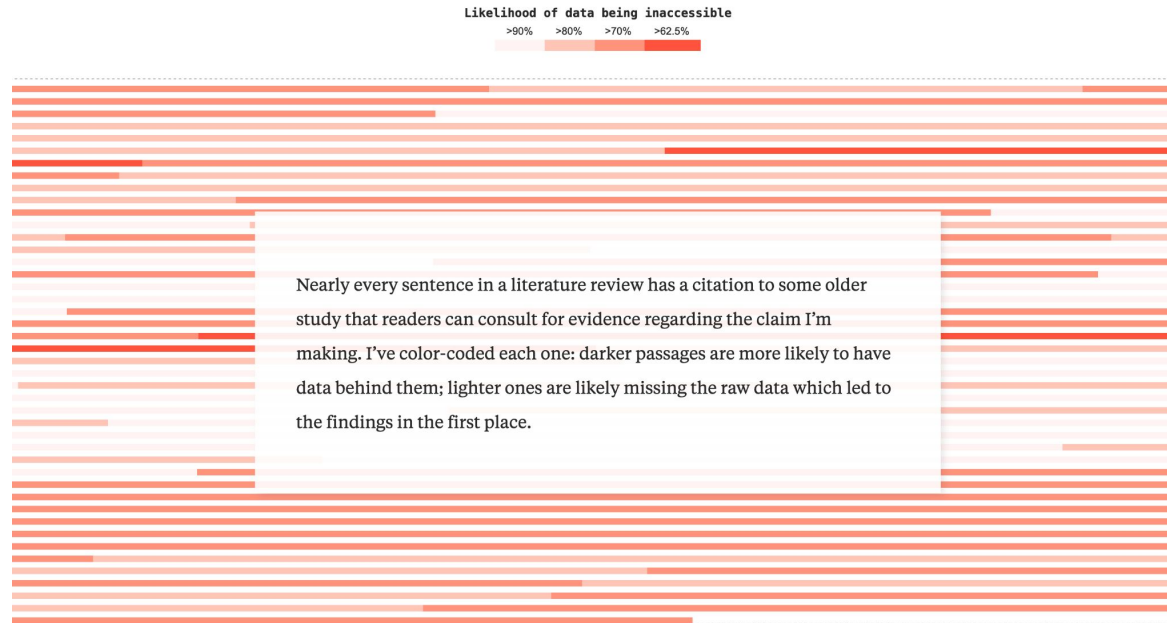 Likelihood of data being inaccessible
>90% >80% >70% >62.5%
Nearly every sentence in a literature review has a citation to some older
study that readers can consult for evidence regarding the claim I’m
making. I’ve color-coded each one: darker passages are more likely to have
data behind them; lighter ones are likely missing the raw data which led to
the findings in the first place.